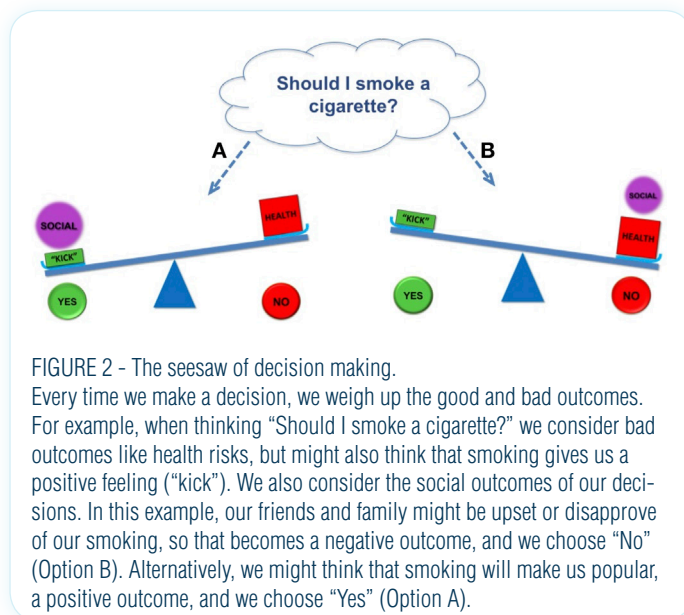 Should I smoke a
cigarette?
A
B
SOCIAL
"KICK"
HEALTH
YES
NO
"KICK"
SOCIAL
HEALTH
YES
NO
FIGURE 2 - The seesaw of decision making.
Every time we make a decision, we weigh up the good and bad outcomes.
For example, when thinking “Should I smoke a cigarette?” we consider bad
outcomes like health risks, but might also think that smoking gives us a
positive feeling (“kick”). We also consider the social outcomes of our deci-
sions. In this example, our friends and family might be upset or disapprove
of our smoking, so that becomes a negative outcome, and we choose “No”
(Option B). Alternatively, we might think that smoking will make us popular,
a positive outcome, and we choose “Yes” (Option A).